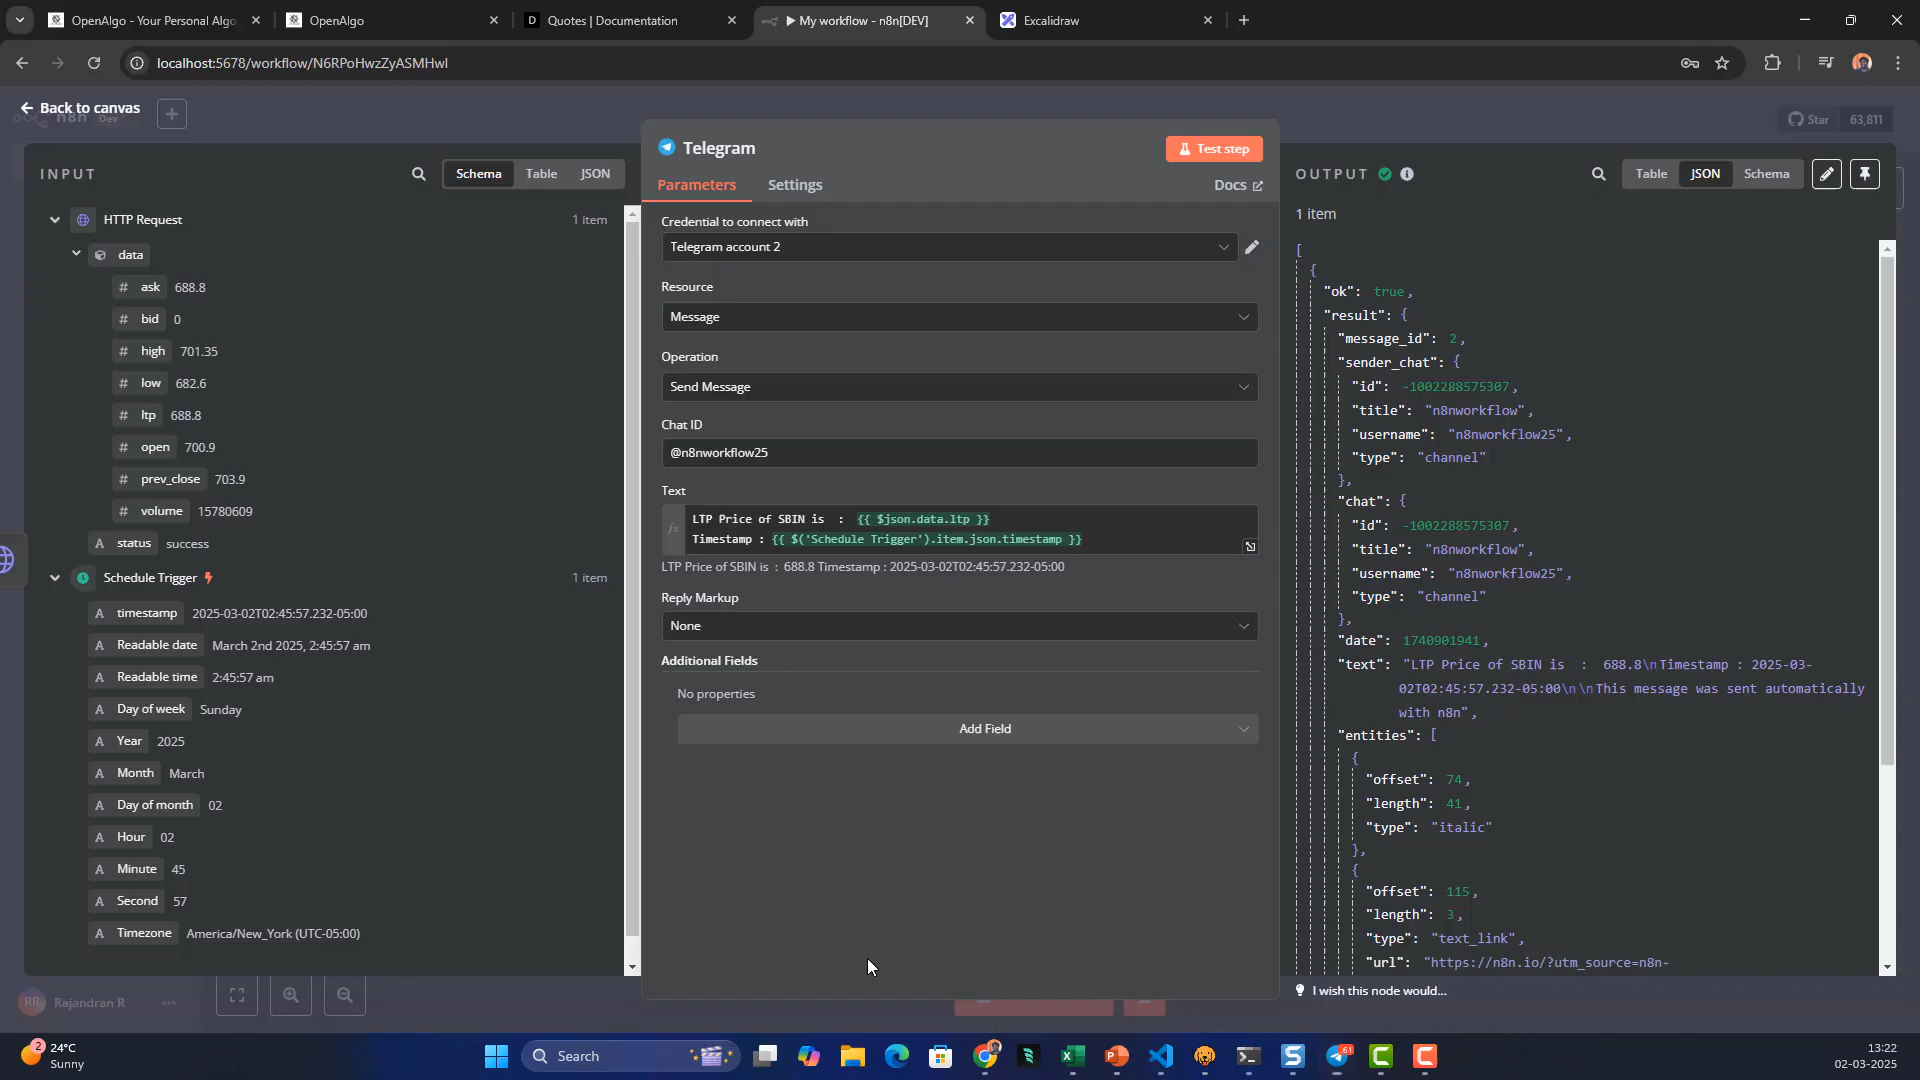 OpenAlgo - Your Personal Algo
OpenAlgo
Quotes | Documentation
▶ My workflow - n8n[DEV]
Excalidraw
localhost:5678/workflow/N6RPoHwzZyASMHwI
Back to canvas
n8n Dev
Star 63,811
INPUT
Schema Table JSON
HTTP Request 1 item
data
# ask 688.8
# bid 0
# high 701.35
# low 682.6
# ltp 688.8
# open 700.9
# prev_close 703.9
# volume 15780609
A status success
Schedule Trigger 1 item
A timestamp 2025-03-02T02:45:57.232-05:00
A Readable date March 2nd 2025, 2:45:57 am
A Readable time 2:45:57 am
A Day of week Sunday
A Year 2025
A Month March
A Day of month 02
A Hour 02
A Minute 45
A Second 57
A Timezone America/New_York (UTC-05:00)
Telegram
Test step
Parameters Settings Docs
Credential to connect with
Telegram account 2
Resource
Message
Operation
Send Message
Chat ID
@n8nworkflow25
Text
fx
LTP Price of SBIN is : {{ $json.data.ltp }}
Timestamp : {{ $('Schedule Trigger').item.json.timestamp }}
LTP Price of SBIN is : 688.8 Timestamp : 2025-03-02T02:45:57.232-05:00
Reply Markup
None
Additional Fields
No properties
Add Field
OUTPUT
Table JSON Schema
1 item
[
{
"ok": true,
"result": {
"message_id": 2,
"sender_chat": {
"id": -1002288575307,
"title": "n8nworkflow",
"username": "n8nworkflow25",
"type": "channel"
},
"chat": {
"id": -1002288575307,
"title": "n8nworkflow",
"username": "n8nworkflow25",
"type": "channel"
},
"date": 1740901941,
"text": "LTP Price of SBIN is : 688.8\nTimestamp : 2025-03-
02T02:45:57.232-05:00\n\nThis message was sent automatically
with n8n",
"entities": [
{
"offset": 74,
"length": 41,
"type": "italic"
},
{
"offset": 115,
"length": 3,
"type": "text_link",
"url": "https://n8n.io/?utm_source=n8n-
I wish this node would...
RR Rajandran R
2
24°C
Sunny
Search
61
13:22
02-03-2025